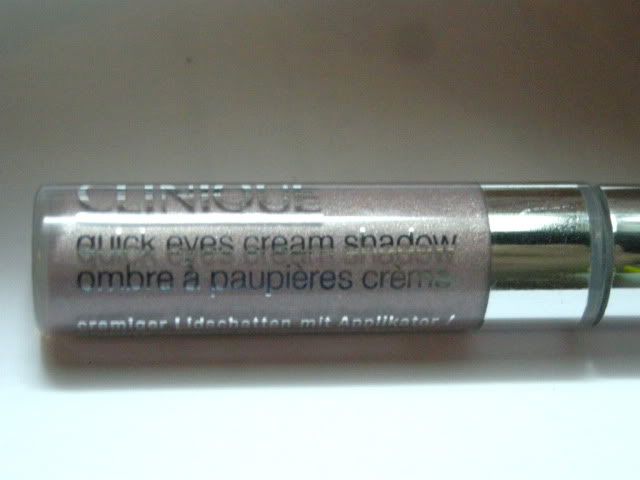 CLINIQUE
quick eyes cream shadow
ombre à paupières crème
cremiger Lidschatten mit Applikator /